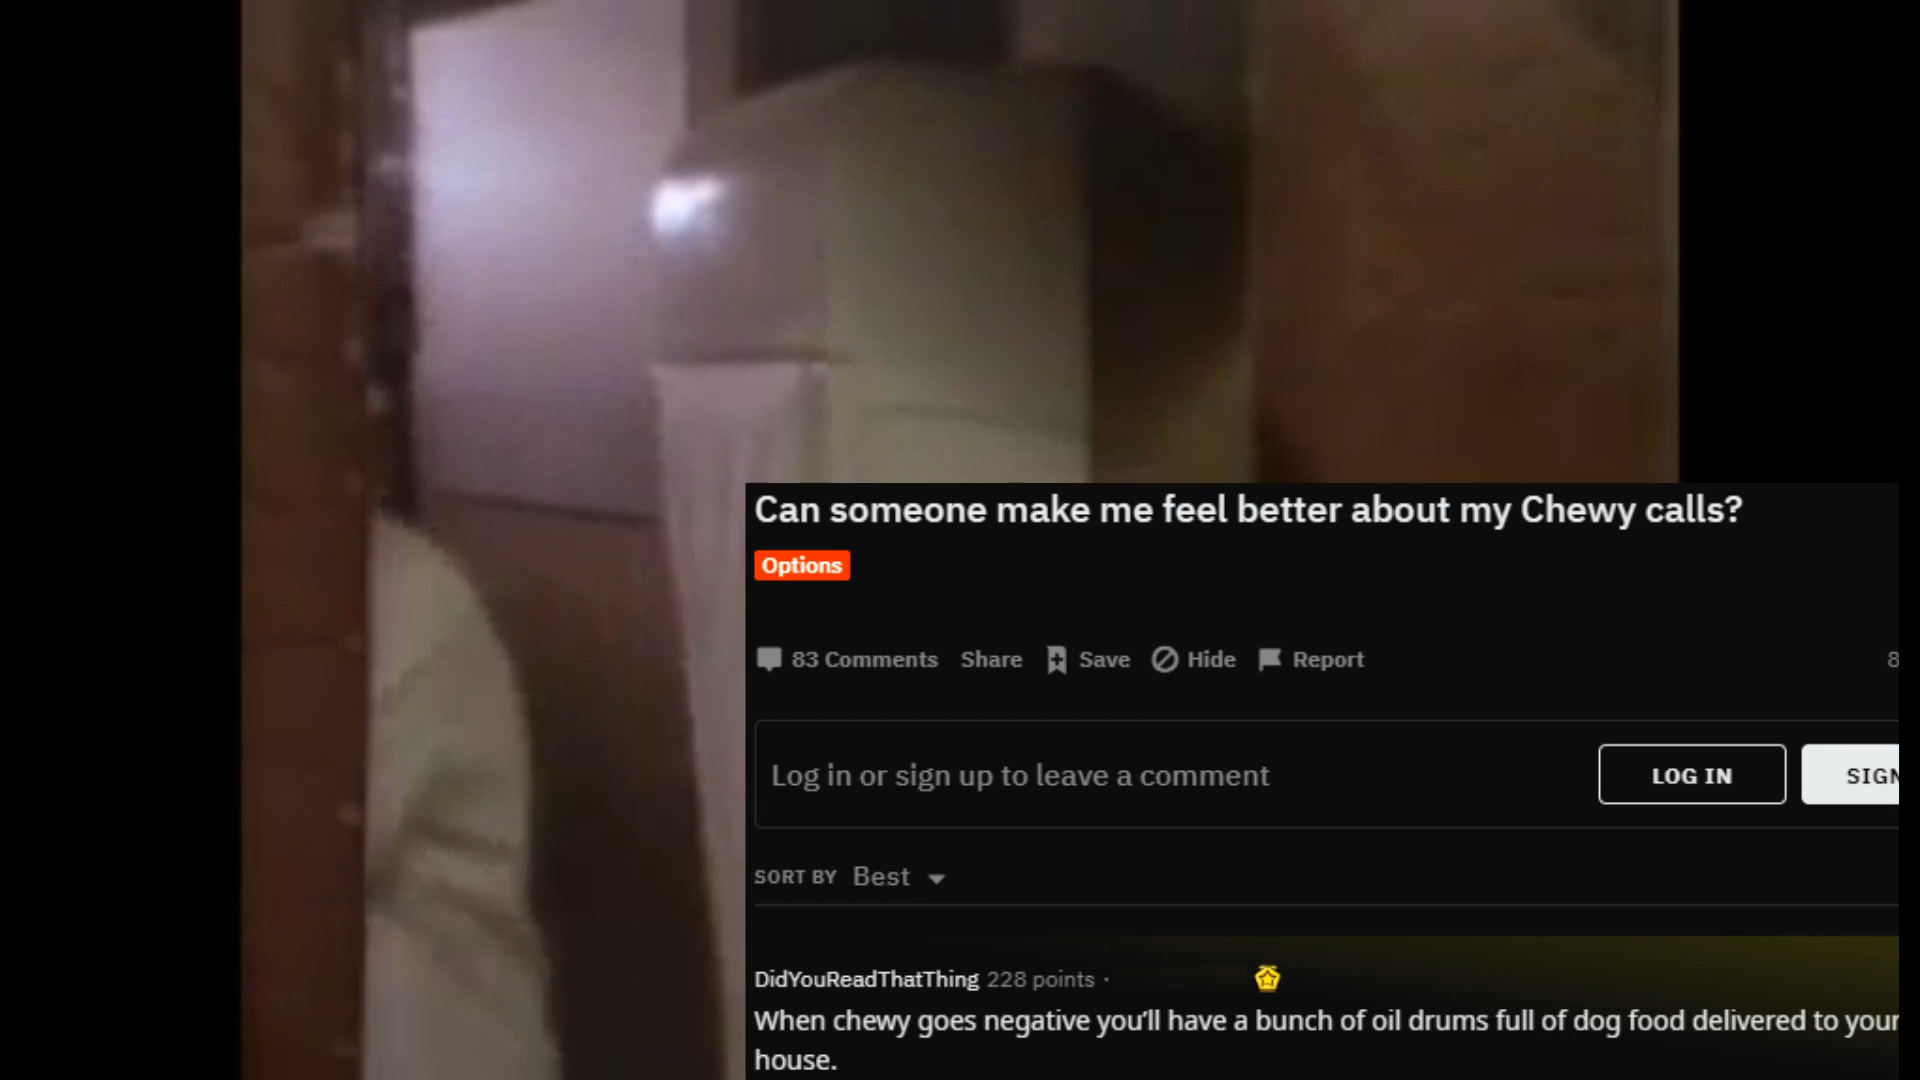 Can someone make me feel better about my Chewy calls?
Options
83 Comments Share Save Hide Report 8
Log in or sign up to leave a comment LOG IN SIGN
SORT BY Best
DidYouReadThatThing 228 points ·
When chewy goes negative you'll have a bunch of oil drums full of dog food delivered to your
house.